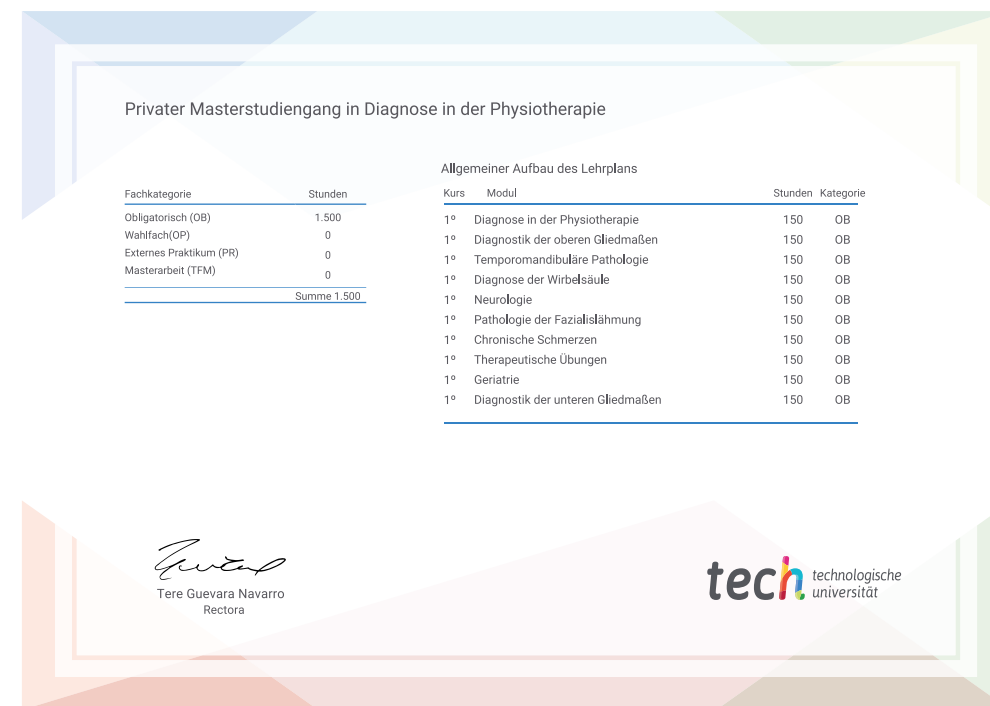 Privater Masterstudiengang in Diagnose in der Physiotherapie
Fachkategorie Stunden
Obligatorisch (OB) 1.500
Wahlfach(OP) 0
Externes Praktikum (PR) 0
Masterarbeit (TFM) 0
Summe 1.500
Allgemeiner Aufbau des Lehrplans
Kurs Modul Stunden Kategorie
1º Diagnose in der Physiotherapie 150 OB
1º Diagnostik der oberen Gliedmaßen 150 OB
1º Temporomandibuläre Pathologie 150 OB
1º Diagnose der Wirbelsäule 150 OB
1º Neurologie 150 OB
1º Pathologie der Fazialislähmung 150 OB
1º Chronische Schmerzen 150 OB
1º Therapeutische Übungen 150 OB
1º Geriatrie 150 OB
1º Diagnostik der unteren Gliedmaßen 150 OB
Tere Guevara Navarro
Rectora
tech technologische
universität